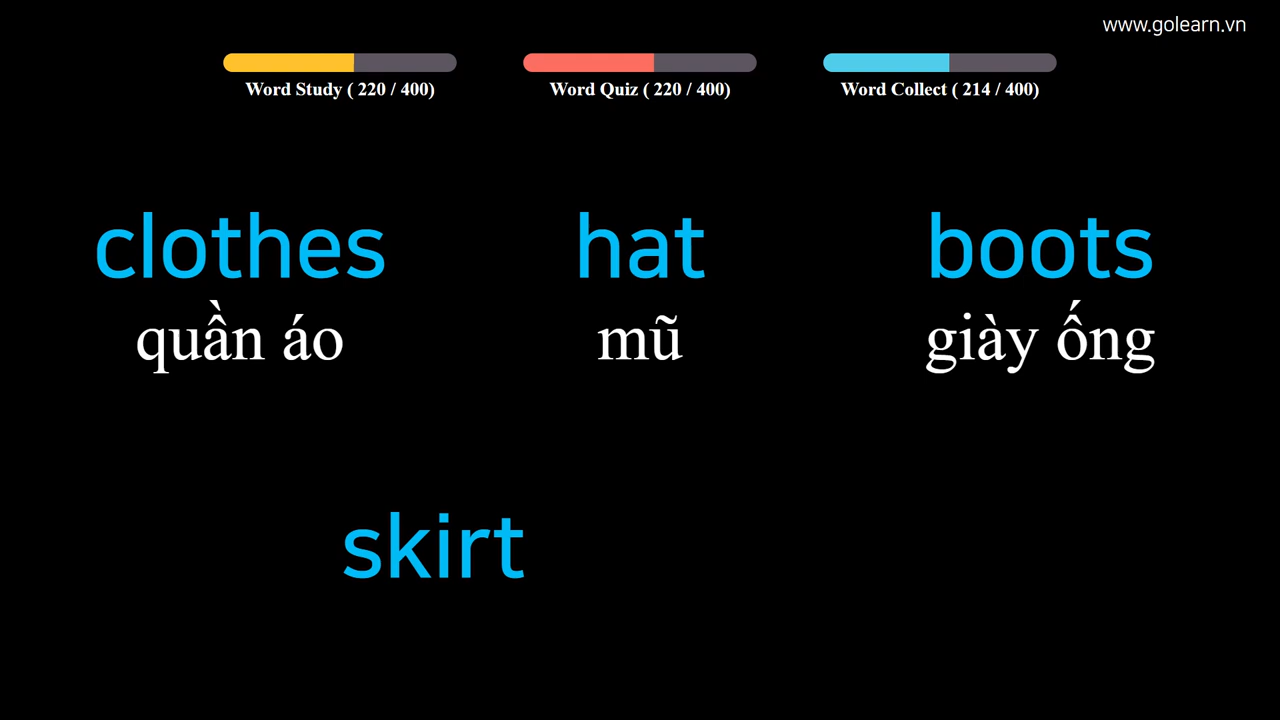 www.golearn.vn
Word Study ( 220 / 400)
Word Quiz ( 220 / 400)
Word Collect ( 214 / 400)
clothes
quần áo
hat
mũ
boots
giày ống
skirt